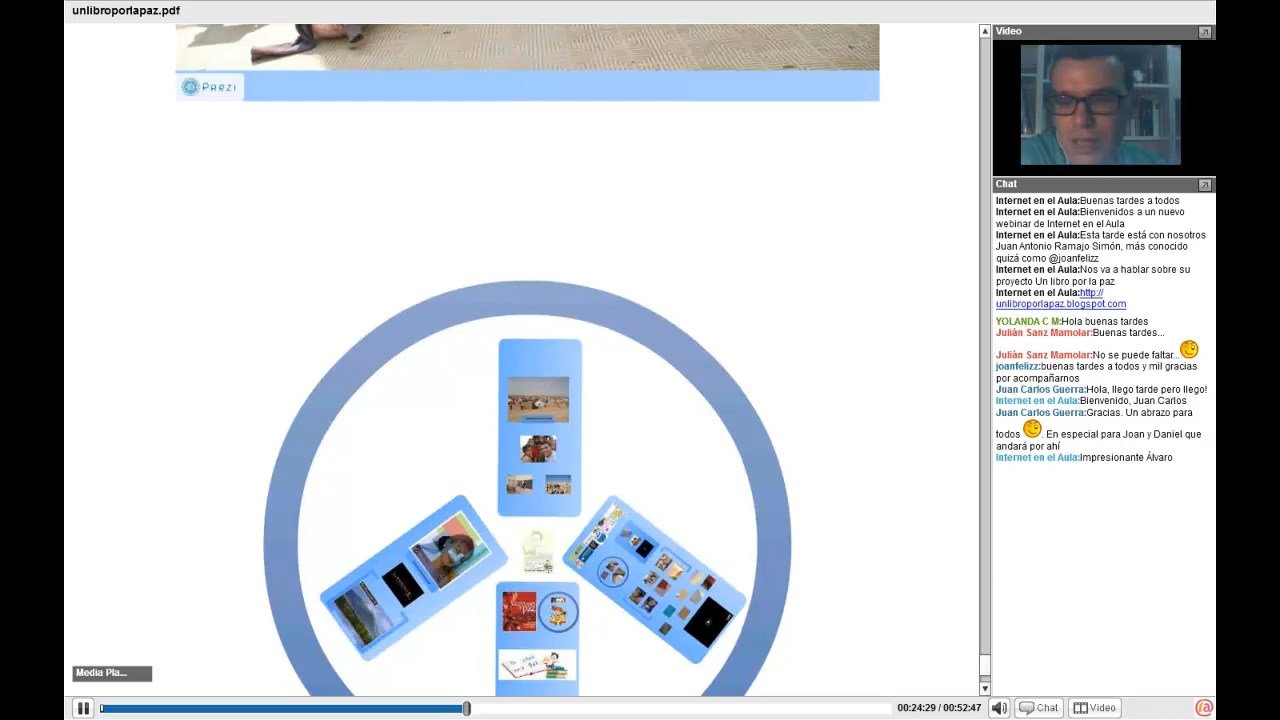 unlibroporlapaz.pdf
Prezi
Media Pla...
Video
Chat
Internet en el Aula:Buenas tardes a todos
Internet en el Aula:Bienvenidos a un nuevo
webinar de Internet en el Aula
Internet en el Aula:Esta tarde está con nosotros
Juan Antonio Ramajo Simón, más conocido
quizá como @joanfelizz
Internet en el Aula:Nos va a hablar sobre su
proyecto Un libro por la paz
Internet en el Aula:http://
unlibroporlapaz.blogspot.com
YOLANDA C M:Hola buenas tardes
Julián Sanz Mamolar:Buenas tardes...
Julián Sanz Mamolar:No se puede faltar...
joanfelizz:buenas tardes a todos y mil gracias
por acompañarnos
Juan Carlos Guerra:Hola, llego tarde pero llego!
Internet en el Aula:Bienvenido, Juan Carlos
Juan Carlos Guerra:Gracias. Un abrazo para
todos . En especial para Joan y Daniel que
andará por ahí
Internet en el Aula:Impresionante Álvaro
00:24:29 / 00:52:47
Chat
Video